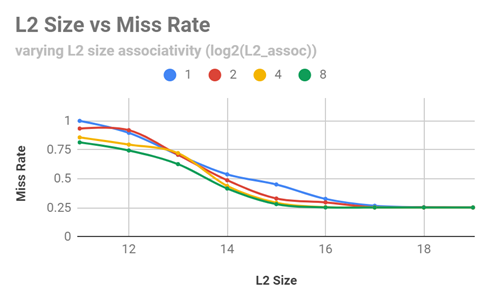 L2 Size vs Miss Rate
varying L2 size associativity (log2(L2_assoc))
1 2 4 8
Miss Rate
1
0.75
0.5
0.25
0
12 14 16 18
L2 Size